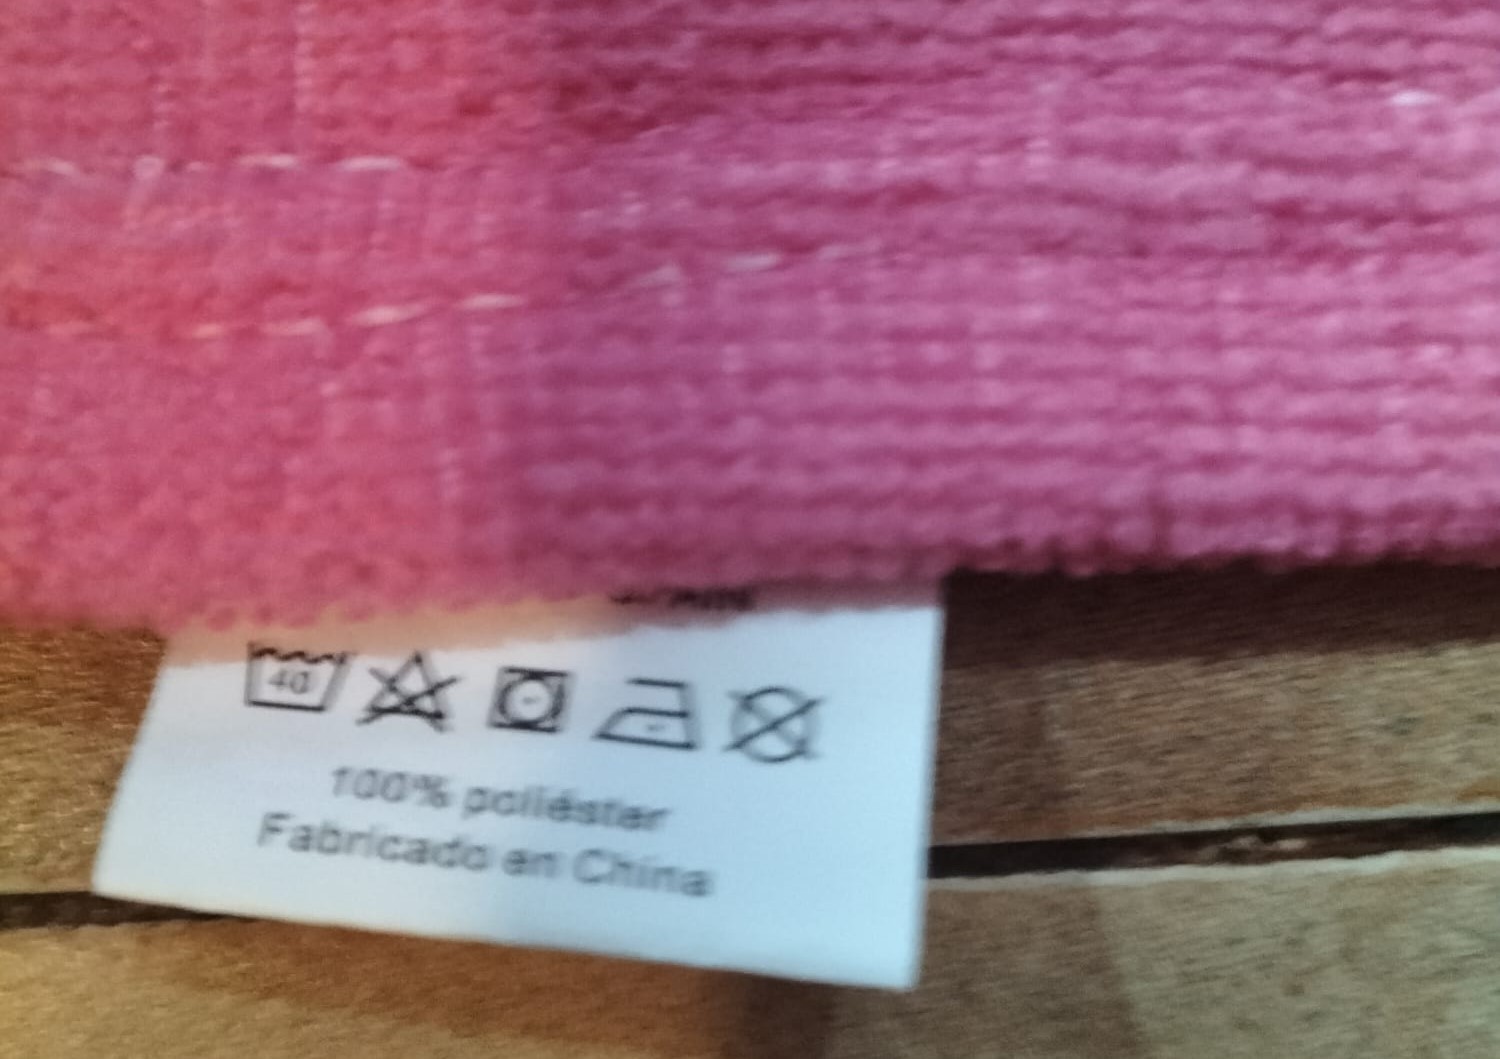 40
100% poliéster
Fabricado en China